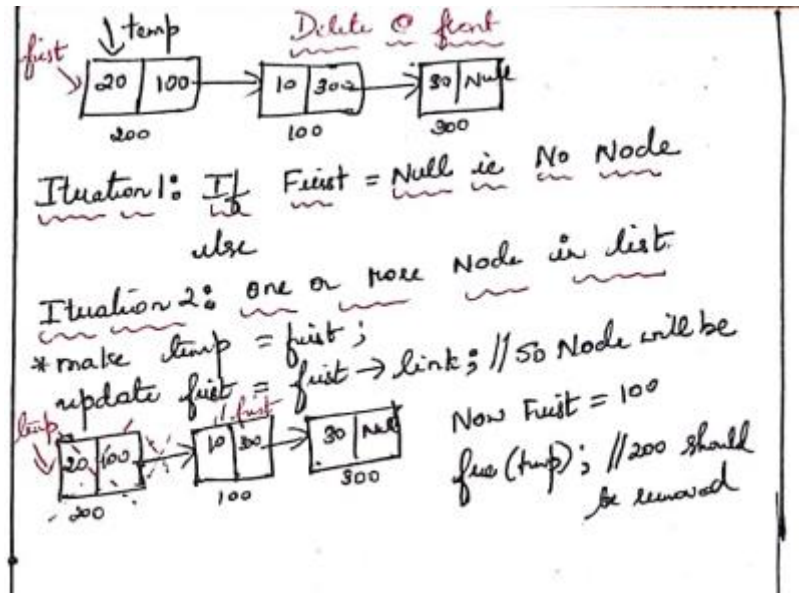 temp Delete @ front
first
20 100 10 300 30 Null
200 100 300
Ituation 1: If First = Null ie No Node
else
Ituation 2: one or more Node in list.
*make temp = first;
update first = first → link; // so Node will be
temp first Now First = 100
20 100 10 300 30 Null free (temp); // 200 should
200 100 300 be removed